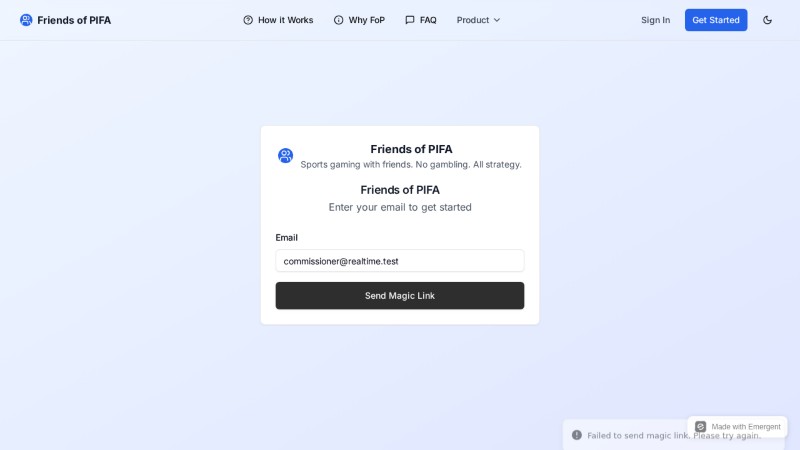 Friends of PIFA
How it Works
Why FoP
FAQ
Product
Sign In
Get Started
Friends of PIFA
Sports gaming with friends. No gambling. All strategy.
Friends of PIFA
Enter your email to get started
Email
commissioner@realtime.test
Send Magic Link
Made with Emergent
Failed to send magic link. Please try again.